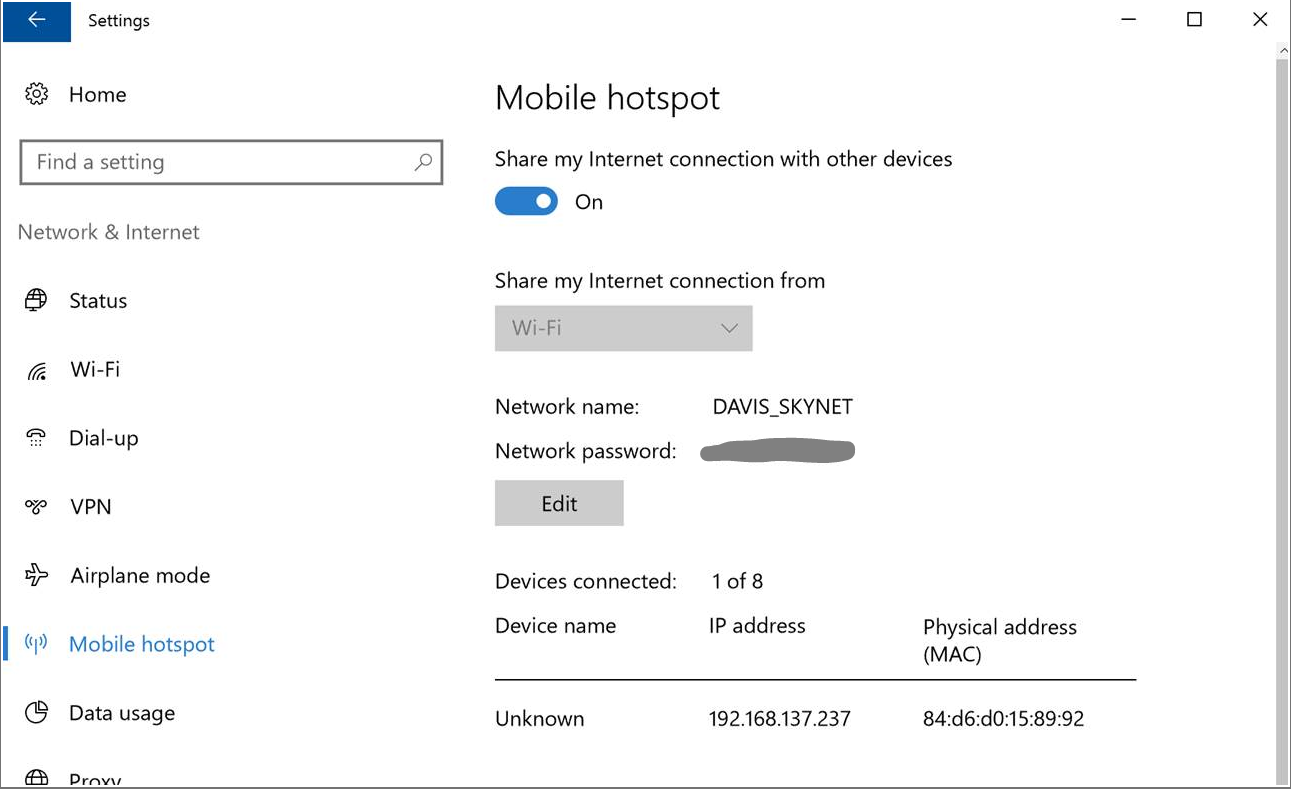 Settings
Home
Find a setting
Network & Internet
Status
Wi-Fi
Dial-up
VPN
Airplane mode
Mobile hotspot
Data usage
Proxy
Mobile hotspot
Share my Internet connection with other devices
On
Share my Internet connection from
Wi-Fi
Network name: DAVIS_SKYNET
Network password:
Edit
Devices connected: 1 of 8
Device name IP address Physical address
(MAC)
Unknown 192.168.137.237 84:d6:d0:15:89:92